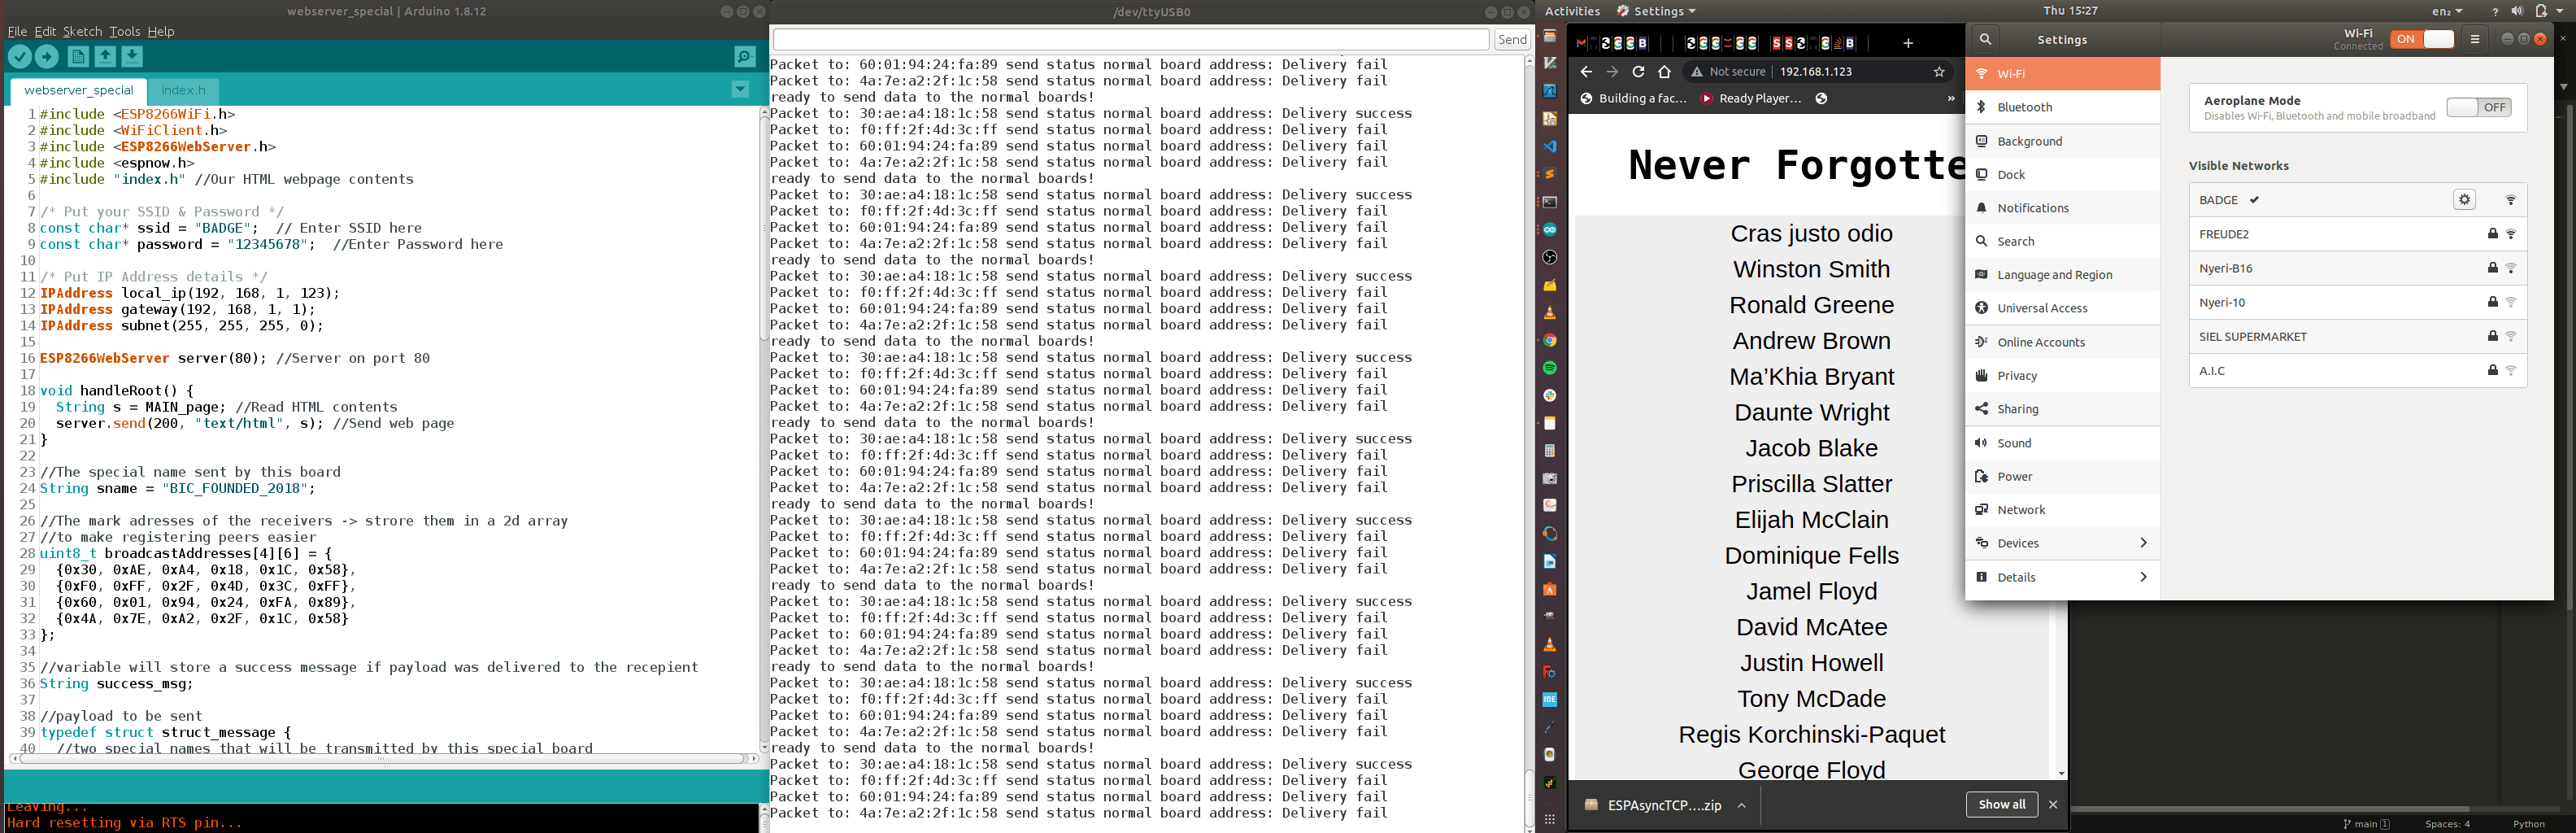 webserver_special | Arduino 1.8.12
File Edit Sketch Tools Help
webserver_special index.h
1 #include <ESP8266WiFi.h>
2 #include <WiFiClient.h>
3 #include <ESP8266WebServer.h>
4 #include <espnow.h>
5 #include "index.h" //Our HTML webpage contents
6
7 /* Put your SSID & Password */
8 const char* ssid = "BADGE";  // Enter SSID here
9 const char* password = "12345678";  //Enter Password here
10
11 /* Put IP Address details */
12 IPAddress local_ip(192, 168, 1, 123);
13 IPAddress gateway(192, 168, 1, 1);
14 IPAddress subnet(255, 255, 255, 0);
15
16 ESP8266WebServer server(80); //Server on port 80
17
18 void handleRoot() {
19   String s = MAIN_page; //Read HTML contents
20   server.send(200, "text/html", s); //Send web page
21 }
22
23 //The special name sent by this board
24 String sname = "BIC_FOUNDED_2018";
25
26 //The mark adresses of the receivers -> strore them in a 2d array
27 //to make registering peers easier
28 uint8_t broadcastAddresses[4][6] = {
29   {0x30, 0xAE, 0xA4, 0x18, 0x1C, 0x58},
30   {0xF0, 0xFF, 0x2F, 0x4D, 0x3C, 0xFF},
31   {0x60, 0x01, 0x94, 0x24, 0xFA, 0x89},
32   {0x4A, 0x7E, 0xA2, 0x2F, 0x1C, 0x58}
33 };
34
35 //variable will store a success message if payload was delivered to the recepient
36 String success_msg;
37
38 //payload to be sent
39 typedef struct struct_message {
40   //two special names that will be transmitted by this special board
Leaving...
Hard resetting via RTS pin...
/dev/ttyUSB0
Send
Packet to: 60:01:94:24:fa:89 send status normal board address: Delivery fail
Packet to: 4a:7e:a2:2f:1c:58 send status normal board address: Delivery fail
ready to send data to the normal boards!
Packet to: 30:ae:a4:18:1c:58 send status normal board address: Delivery success
Packet to: f0:ff:2f:4d:3c:ff send status normal board address: Delivery fail
Packet to: 60:01:94:24:fa:89 send status normal board address: Delivery fail
Packet to: 4a:7e:a2:2f:1c:58 send status normal board address: Delivery fail
ready to send data to the normal boards!
Packet to: 30:ae:a4:18:1c:58 send status normal board address: Delivery success
Packet to: f0:ff:2f:4d:3c:ff send status normal board address: Delivery fail
Packet to: 60:01:94:24:fa:89 send status normal board address: Delivery fail
Packet to: 4a:7e:a2:2f:1c:58 send status normal board address: Delivery fail
ready to send data to the normal boards!
Packet to: 30:ae:a4:18:1c:58 send status normal board address: Delivery success
Packet to: f0:ff:2f:4d:3c:ff send status normal board address: Delivery fail
Packet to: 60:01:94:24:fa:89 send status normal board address: Delivery fail
Packet to: 4a:7e:a2:2f:1c:58 send status normal board address: Delivery fail
ready to send data to the normal boards!
Packet to: 30:ae:a4:18:1c:58 send status normal board address: Delivery success
Packet to: f0:ff:2f:4d:3c:ff send status normal board address: Delivery fail
Packet to: 60:01:94:24:fa:89 send status normal board address: Delivery fail
Packet to: 4a:7e:a2:2f:1c:58 send status normal board address: Delivery fail
ready to send data to the normal boards!
Packet to: 30:ae:a4:18:1c:58 send status normal board address: Delivery success
Packet to: f0:ff:2f:4d:3c:ff send status normal board address: Delivery fail
Packet to: 60:01:94:24:fa:89 send status normal board address: Delivery fail
Packet to: 4a:7e:a2:2f:1c:58 send status normal board address: Delivery fail
ready to send data to the normal boards!
Packet to: 30:ae:a4:18:1c:58 send status normal board address: Delivery success
Packet to: f0:ff:2f:4d:3c:ff send status normal board address: Delivery fail
Packet to: 60:01:94:24:fa:89 send status normal board address: Delivery fail
Packet to: 4a:7e:a2:2f:1c:58 send status normal board address: Delivery fail
ready to send data to the normal boards!
Packet to: 30:ae:a4:18:1c:58 send status normal board address: Delivery success
Packet to: f0:ff:2f:4d:3c:ff send status normal board address: Delivery fail
Packet to: 60:01:94:24:fa:89 send status normal board address: Delivery fail
Packet to: 4a:7e:a2:2f:1c:58 send status normal board address: Delivery fail
ready to send data to the normal boards!
Packet to: 30:ae:a4:18:1c:58 send status normal board address: Delivery success
Packet to: f0:ff:2f:4d:3c:ff send status normal board address: Delivery fail
Packet to: 60:01:94:24:fa:89 send status normal board address: Delivery fail
Packet to: 4a:7e:a2:2f:1c:58 send status normal board address: Delivery fail
ready to send data to the normal boards!
Packet to: 30:ae:a4:18:1c:58 send status normal board address: Delivery success
Packet to: f0:ff:2f:4d:3c:ff send status normal board address: Delivery fail
Packet to: 60:01:94:24:fa:89 send status normal board address: Delivery fail
Packet to: 4a:7e:a2:2f:1c:58 send status normal board address: Delivery fail
Activities Settings Thu 15:27 en₂
Not secure 192.168.1.123
Building a fac... Ready Player... »
Never Forgotte
Cras justo odio
Winston Smith
Ronald Greene
Andrew Brown
Ma’Khia Bryant
Daunte Wright
Jacob Blake
Priscilla Slatter
Elijah McClain
Dominique Fells
Jamel Floyd
David McAtee
Justin Howell
Tony McDade
Regis Korchinski-Paquet
George Floyd
ESPAsyncTCP....zip Show all
Settings
Wi-Fi
Connected
ON
Wi-Fi
Bluetooth
Background
Dock
Notifications
Search
Language and Region
Universal Access
Online Accounts
Privacy
Sharing
Sound
Power
Network
Devices
Details
Aeroplane Mode
Disables Wi-Fi, Bluetooth and mobile broadband
OFF
Visible Networks
BADGE
FREUDE2
Nyeri-B16
Nyeri-10
SIEL SUPERMARKET
A.I.C
main 1 Spaces: 4 Python